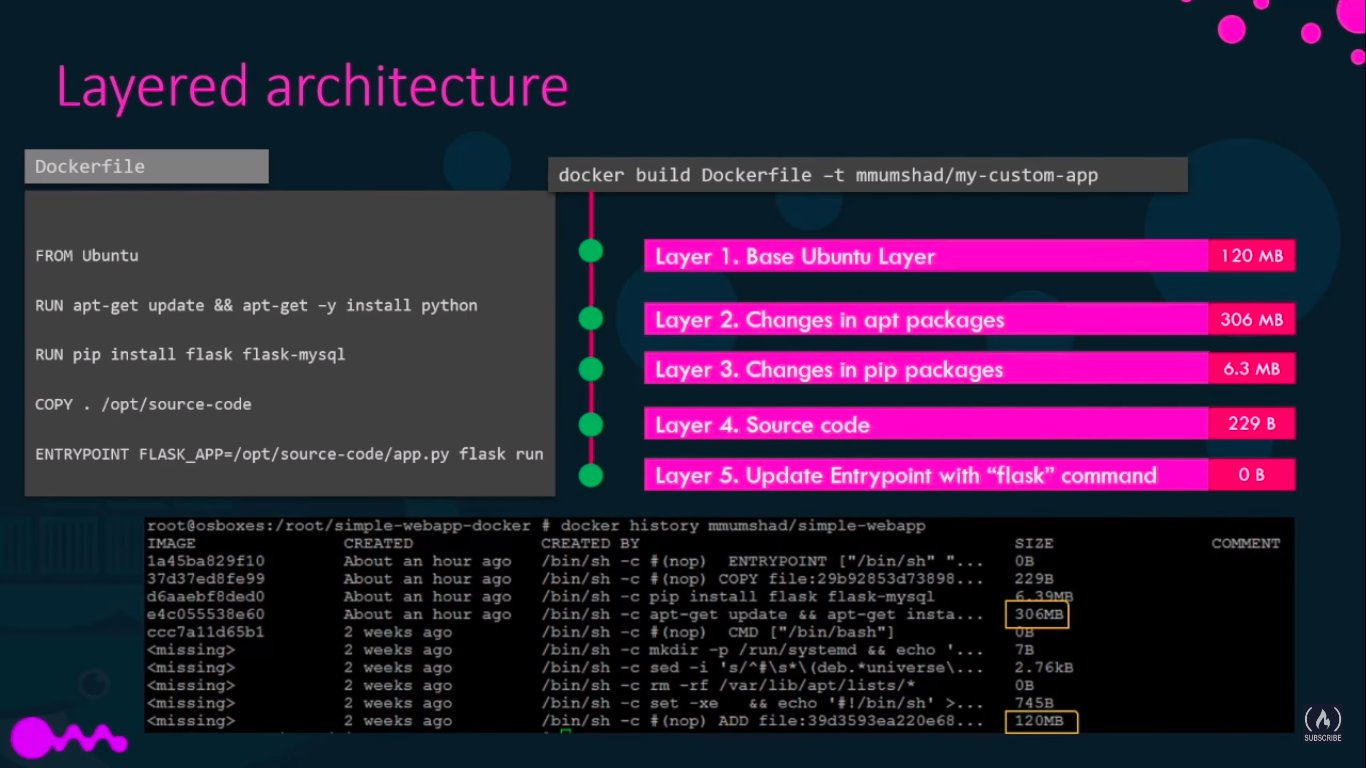 Layered architecture
Dockerfile
docker build Dockerfile –t mmumshad/my-custom-app
FROM Ubuntu
RUN apt-get update && apt-get –y install python
RUN pip install flask flask-mysql
COPY . /opt/source-code
ENTRYPOINT FLASK_APP=/opt/source-code/app.py flask run
Layer 1. Base Ubuntu Layer 120 MB
Layer 2. Changes in apt packages 306 MB
Layer 3. Changes in pip packages 6.3 MB
Layer 4. Source code 229 B
Layer 5. Update Entrypoint with “flask” command 0 B
root@osboxes:/root/simple-webapp-docker # docker history mmumshad/simple-webapp
IMAGE CREATED CREATED BY SIZE COMMENT
1a45ba829f10 About an hour ago /bin/sh -c #(nop) ENTRYPOINT ["/bin/sh" "... 0B
37d37ed8fe99 About an hour ago /bin/sh -c #(nop) COPY file:29b92853d73898... 229B
d6aaebf8ded0 About an hour ago /bin/sh -c pip install flask flask-mysql 6.39MB
e4c055538e60 About an hour ago /bin/sh -c apt-get update && apt-get insta... 306MB
ccc7a11d65b1 2 weeks ago /bin/sh -c #(nop) CMD ["/bin/bash"] 0B
<missing> 2 weeks ago /bin/sh -c mkdir -p /run/systemd && echo '... 7B
<missing> 2 weeks ago /bin/sh -c sed -i 's/^#\s*\(deb.*universe\... 2.76kB
<missing> 2 weeks ago /bin/sh -c rm -rf /var/lib/apt/lists/* 0B
<missing> 2 weeks ago /bin/sh -c set -xe && echo '#!/bin/sh' >... 745B
<missing> 2 weeks ago /bin/sh -c #(nop) ADD file:39d3593ea220e68... 120MB
SUBSCRIBE